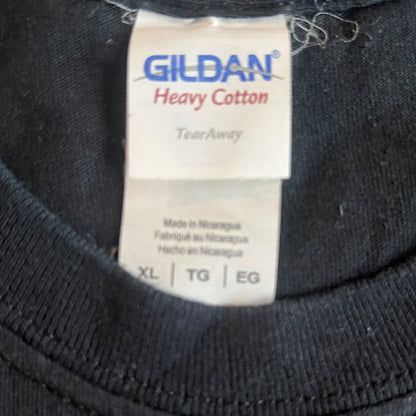 GILDAN®
Heavy Cotton
TearAway
Made in Nicaragua
Fabriqué au Nicaragua
Hecho en Nicaragua
XL | TG | EG